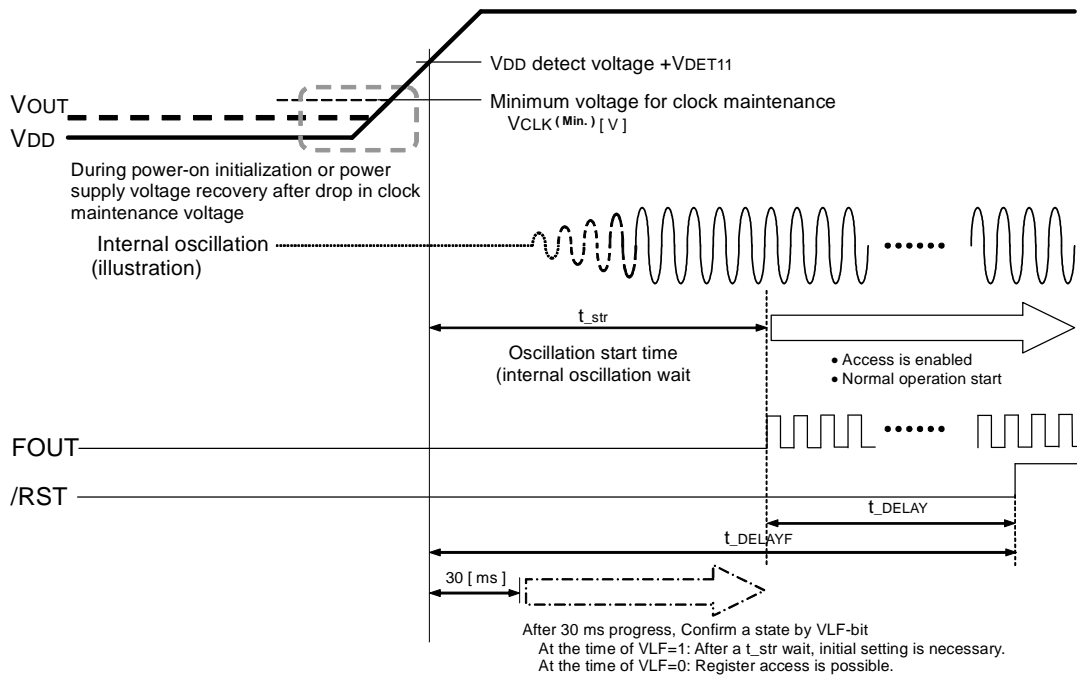 VDD detect voltage +VDET11
VOUT
Minimum voltage for clock maintenance
VCLK (Min.) [ V ]
VDD
During power-on initialization or power
supply voltage recovery after drop in clock
maintenance voltage
Internal oscillation
(illustration)
t_str
Oscillation start time
(internal oscillation wait
• Access is enabled
• Normal operation start
FOUT
/RST
t_DELAY
t_DELAYF
30 [ ms ]
After 30 ms progress, Confirm a state by VLF-bit
At the time of VLF=1: After a t_str wait, initial setting is necessary.
At the time of VLF=0: Register access is possible.